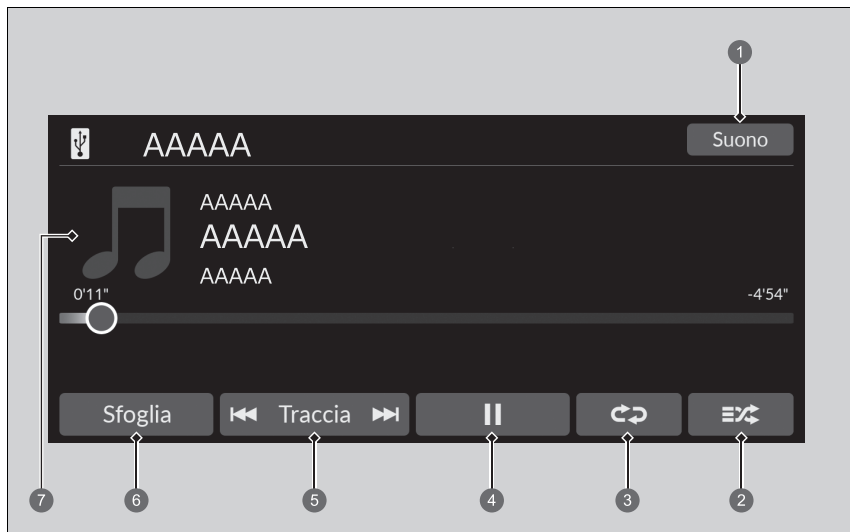 1
AAAAA
Suono
AAAAA
AAAAA
AAAAA
0'11"
-4'54"
Sfoglia
Traccia
7
6
5
4
3
2